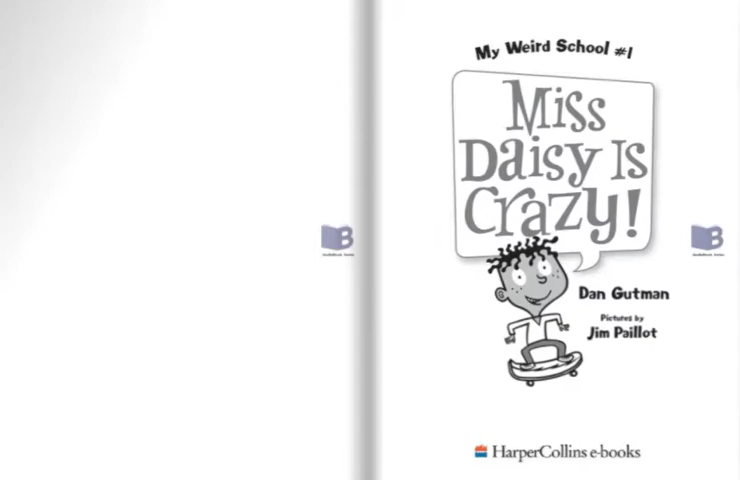 My Weird School #1
Miss
Daisy Is
Crazy!
Dan Gutman
Pictures by
Jim Paillot
HarperCollins e-books